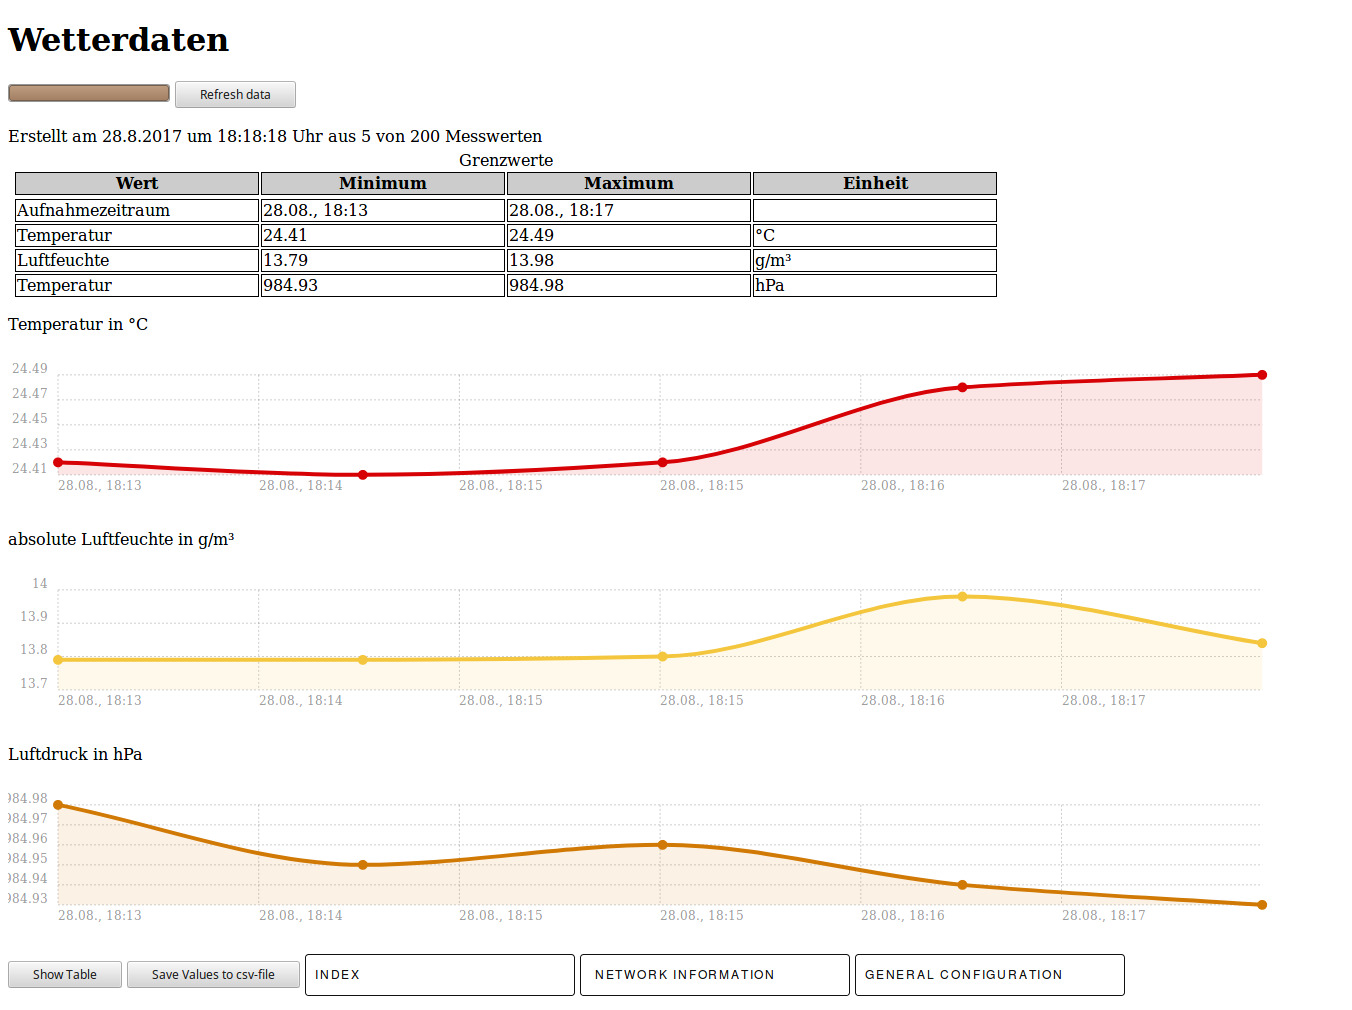 Wetterdaten
Refresh data
Erstellt am 28.8.2017 um 18:18:18 Uhr aus 5 von 200 Messwerten
Grenzwerte
Wert Minimum Maximum Einheit
Aufnahmezeitraum 28.08., 18:13 28.08., 18:17
Temperatur 24.41 24.49 °C
Luftfeuchte 13.79 13.98 g/m³
Temperatur 984.93 984.98 hPa
Temperatur in °C
24.49
24.47
24.45
24.43
24.41
28.08., 18:13 28.08., 18:14 28.08., 18:15 28.08., 18:15 28.08., 18:16 28.08., 18:17
absolute Luftfeuchte in g/m³
14
13.9
13.8
13.7
28.08., 18:13 28.08., 18:14 28.08., 18:15 28.08., 18:15 28.08., 18:16 28.08., 18:17
Luftdruck in hPa
984.98
984.97
984.96
984.95
984.94
984.93
28.08., 18:13 28.08., 18:14 28.08., 18:15 28.08., 18:15 28.08., 18:16 28.08., 18:17
Show Table Save Values to csv-file INDEX NETWORK INFORMATION GENERAL CONFIGURATION